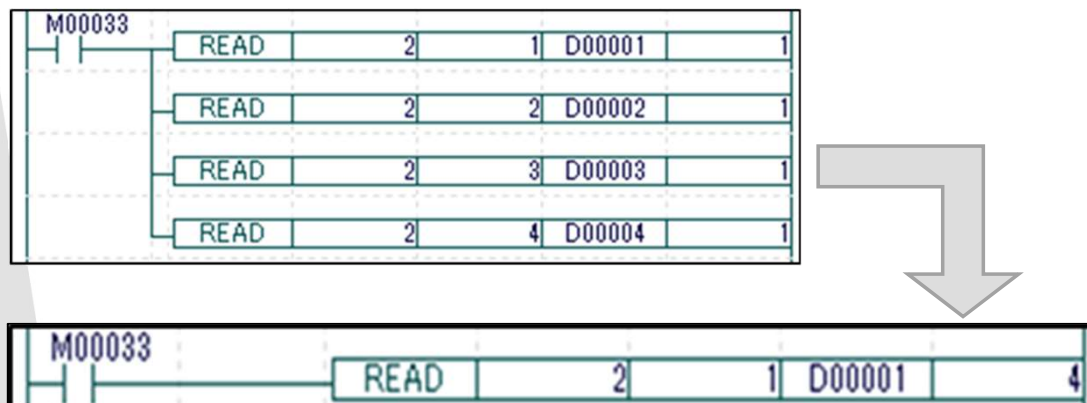 M00033
READ 2 1 D00001 1
READ 2 2 D00002 1
READ 2 3 D00003 1
READ 2 4 D00004 1
M00033
READ 2 1 D00001 4